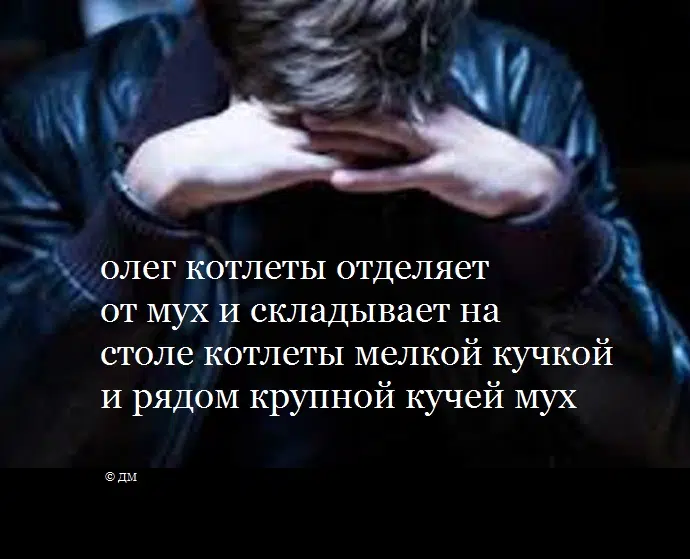 олег котлеты отделяет
от мух и складывает на
столе котлеты мелкой кучкой
и рядом крупной кучей мух
© ДМ